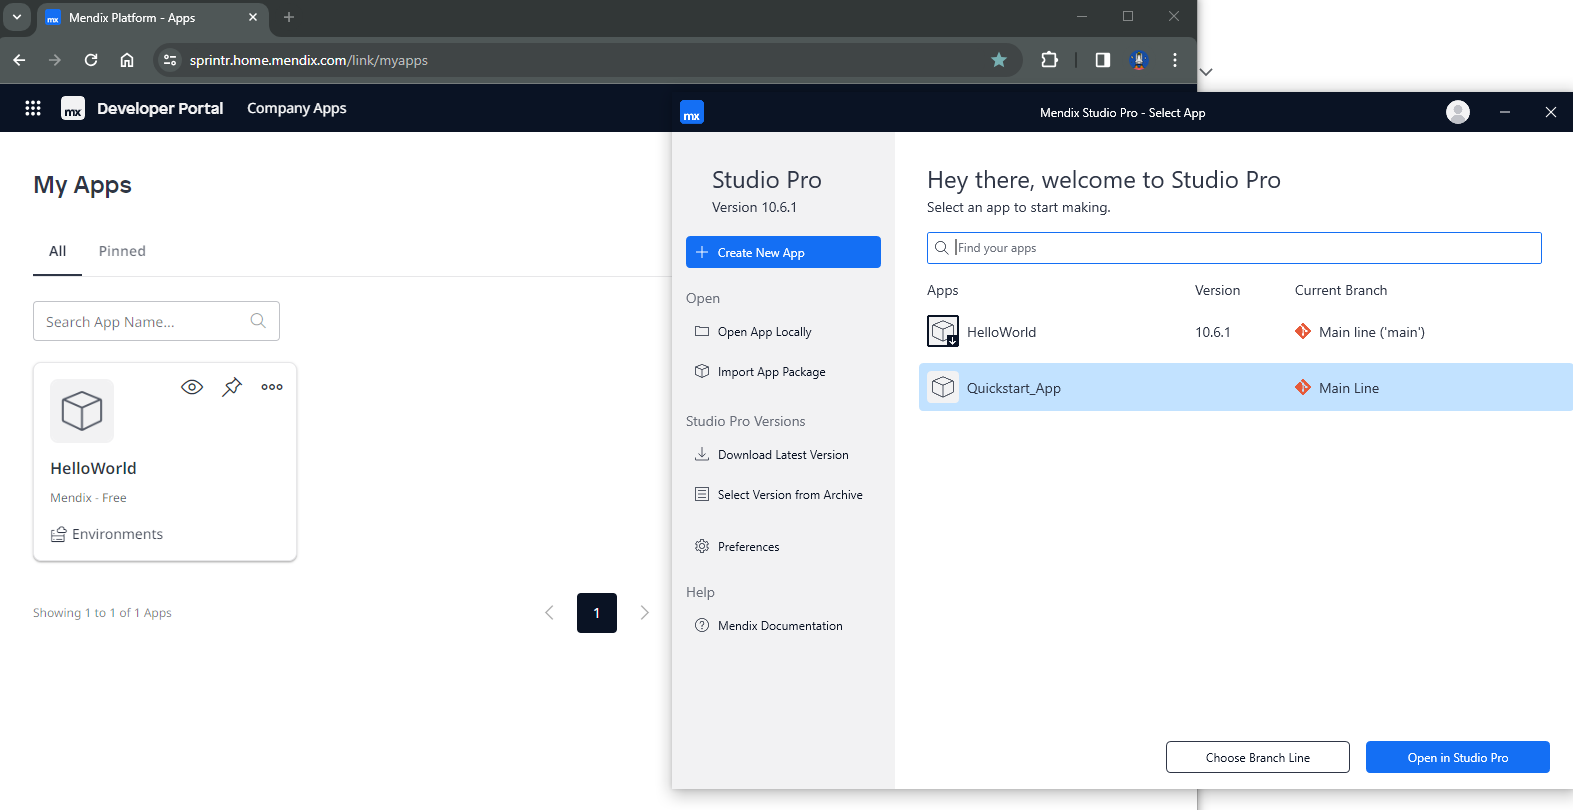 mx Mendix Platform - Apps
sprintr.home.mendix.com/link/myapps
mx Developer Portal Company Apps
My Apps
All Pinned
Search App Name...
HelloWorld
Mendix - Free
Environments
Showing 1 to 1 of 1 Apps
1
mx Mendix Studio Pro - Select App
Studio Pro
Version 10.6.1
Create New App
Open
Open App Locally
Import App Package
Studio Pro Versions
Download Latest Version
Select Version from Archive
Preferences
Help
Mendix Documentation
Hey there, welcome to Studio Pro
Select an app to start making.
Find your apps
Apps Version Current Branch
HelloWorld 10.6.1 Main line ('main')
Quickstart_App Main Line
Choose Branch Line Open in Studio Pro